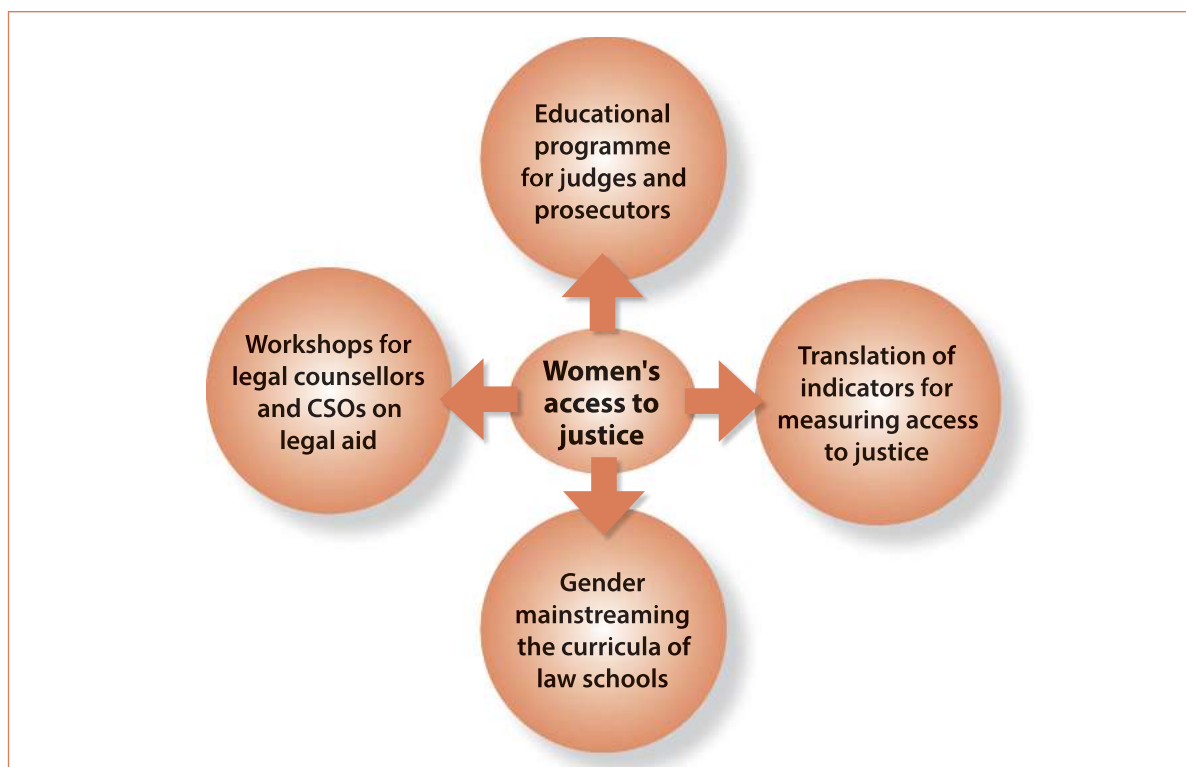 Educational
programme
for judges and
prosecutors
Workshops for
legal counsellors
and CSOs on
legal aid
Women's
access to
justice
Translation of
indicators for
measuring access
to justice
Gender
mainstreaming
the curricula of
law schools